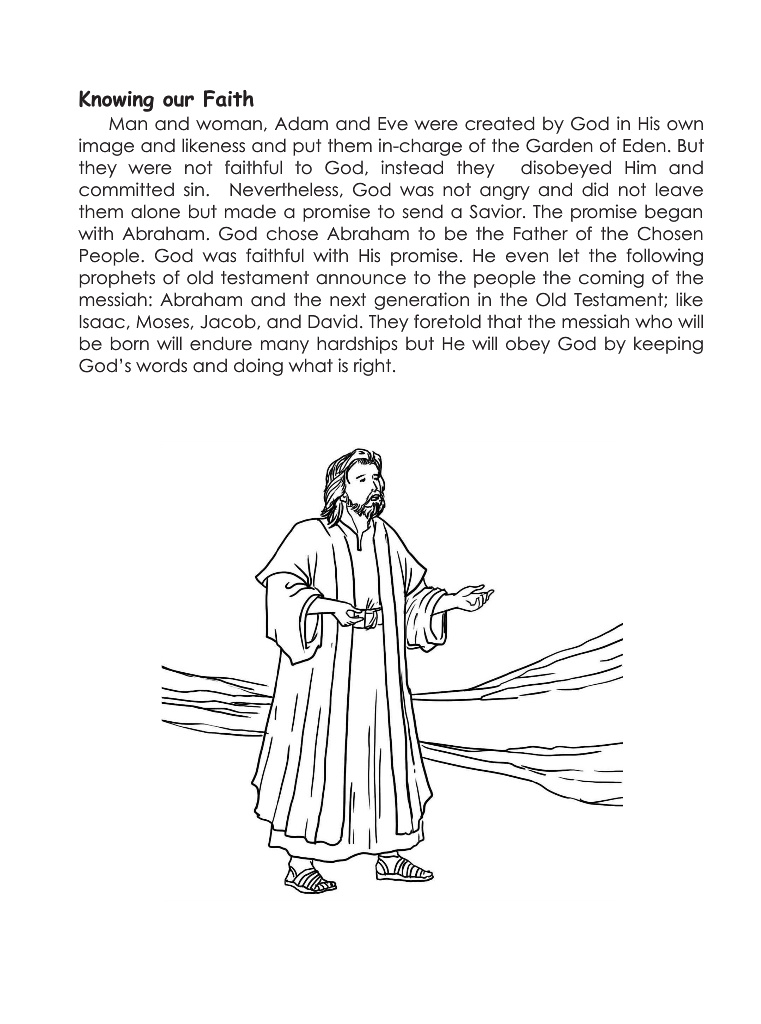 Knowing our Faith
Man and woman, Adam and Eve were created by God in His own
image and likeness and put them in-charge of the Garden of Eden. But
they were not faithful to God, instead they disobeyed Him and
committed sin. Nevertheless, God was not angry and did not leave
them alone but made a promise to send a Savior. The promise began
with Abraham. God chose Abraham to be the Father of the Chosen
People. God was faithful with His promise. He even let the following
prophets of old testament announce to the people the coming of the
messiah: Abraham and the next generation in the Old Testament; like
Isaac, Moses, Jacob, and David. They foretold that the messiah who will
be born will endure many hardships but He will obey God by keeping
God's words and doing what is right.